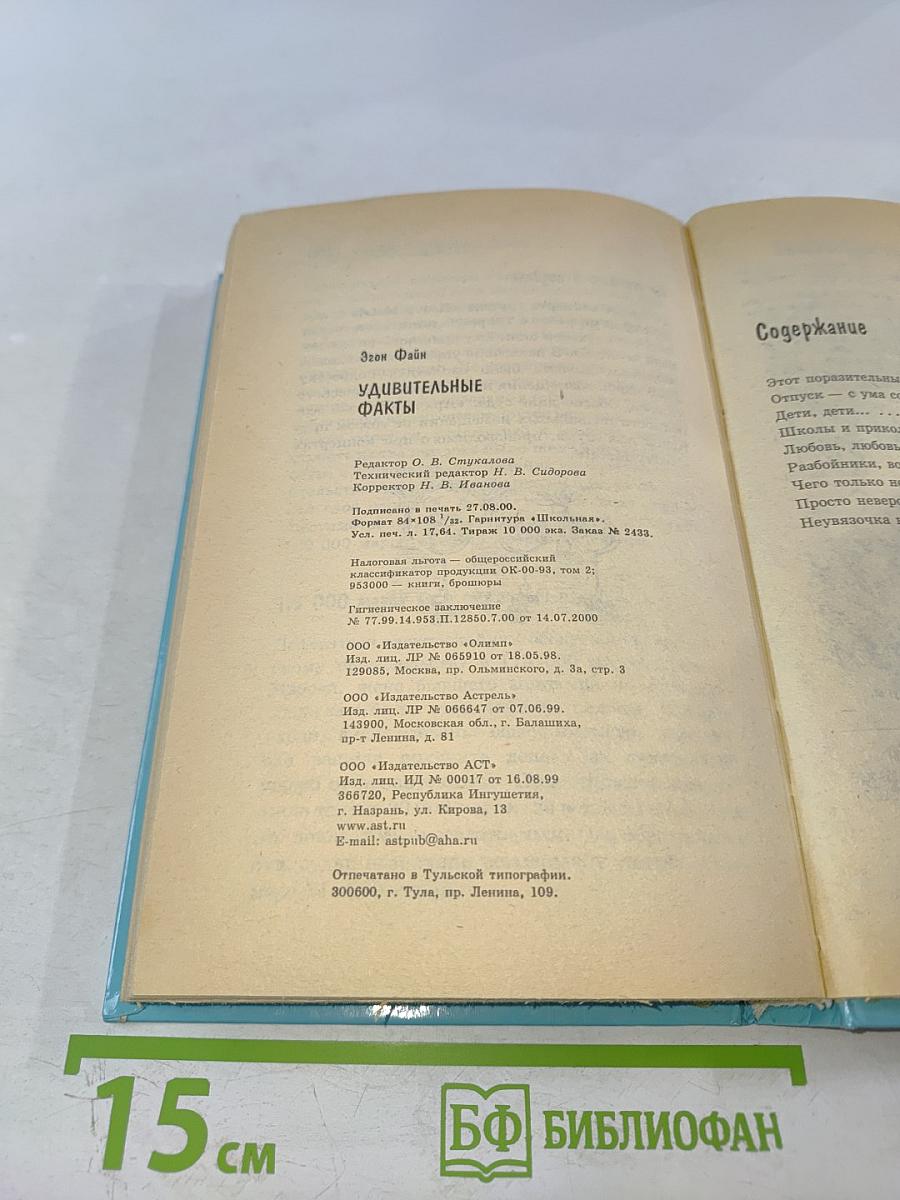 Эгон Файн
УДИВИТЕЛЬНЫЕ
ФАКТЫ
Редактор О. В. Стукалова
Технический редактор Н. В. Сидорова
Корректор Н. В. Иванова
Подписано в печать 27.08.00.
Формат 84×108 1/32. Гарнитура «Школьная».
Усл. печ. л. 17,64. Тираж 10 000 экз. Заказ № 2433.
Налоговая льгота — общероссийский
классификатор продукции ОК-00-93, том 2;
953000 — книги, брошюры
Гигиеническое заключение
№ 77.99.14.953.П.12850.7.00 от 14.07.2000
ООО «Издательство «Олимп»
Изд. лиц. ЛР № 065910 от 18.05.98.
129085, Москва, пр. Ольминского, д. 3а, стр. 3
ООО «Издательство Астрель»
Изд. лиц. ЛР № 066647 от 07.06.99.
143900, Московская обл., г. Балашиха,
пр-т Ленина, д. 81
ООО «Издательство АСТ»
Изд. лиц. ИД № 00017 от 16.08.99
366720, Республика Ингушетия,
г. Назрань, ул. Кирова, 13
www.ast.ru
E-mail: astpub@aha.ru
Отпечатано в Тульской типографии.
300600, г. Тула, пр. Ленина, 109.
Содержание
Этот поразительны
Отпуск — с ума со
Дети, дети... ...
Школы и прикол
Любовь, любовь
Разбойники, во
Чего только не
Просто неверо
Неувязочка
15 см
БФ БИБЛИОФАН